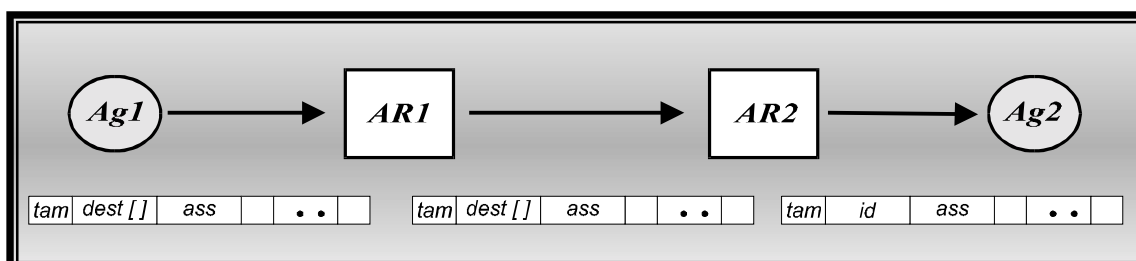 Ag1 AR1 AR2 Ag2
tam dest [ ] ass • • tam dest [ ] ass • • tam id ass • •